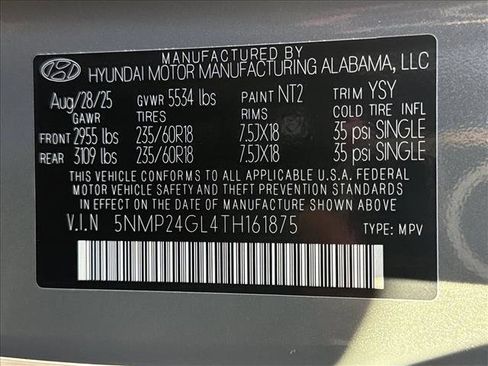 MANUFACTURED BY
HYUNDAI MOTOR MANUFACTURING ALABAMA, LLC
Aug/28/25 GVWR 5534 lbs PAINT NT2 TRIM YSY
GAWR TIRES RIMS COLD TIRE INFL
FRONT 2955 lbs 235/60R18 7.5JX18 35 psi SINGLE
REAR 3109 lbs 235/60R18 7.5JX18 35 psi SINGLE
THIS VEHICLE COMPLIES TO ALL APPLICABLE U.S.A. FEDERAL
MOTOR VEHICLE SAFETY AND THEFT PREVENTION STANDARDS
IN EFFECT ON THE DATE OF MANUFACTURE SHOWN ABOVE.
V.I.N 5NMP24GL4TH161875 TYPE: MPV